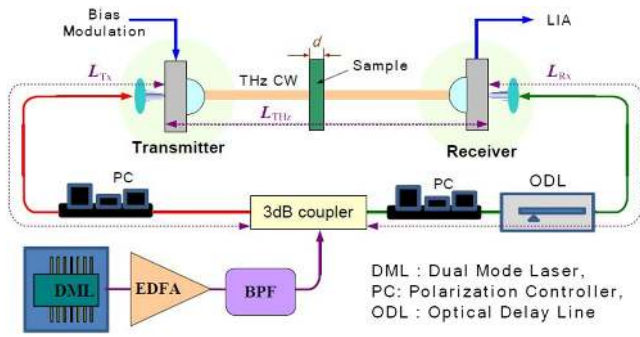 Bias
Modulation
LIA
d
L_Tx
THz CW
Sample
L_Rx
L_THz
Transmitter
Receiver
PC
PC
ODL
3dB coupler
DML
EDFA
BPF
DML : Dual Mode Laser,
PC: Polarization Controller,
ODL : Optical Delay Line